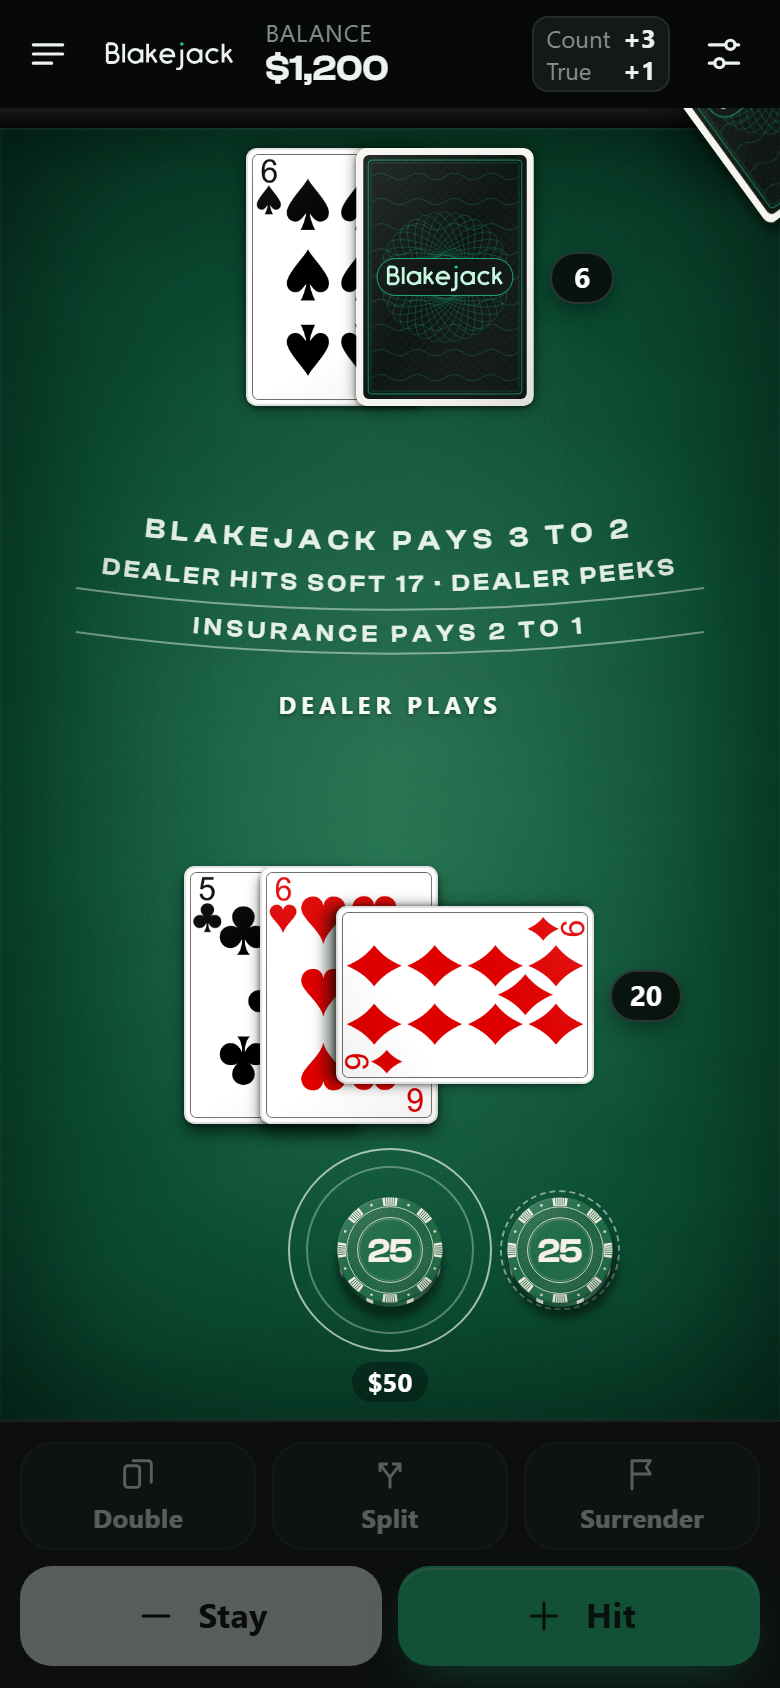 Blakejack
BALANCE
$1,200
Count +3
True +1
6
Blakejack
6
BLAKEJACK PAYS 3 TO 2
DEALER HITS SOFT 17 · DEALER PEEKS
INSURANCE PAYS 2 TO 1
DEALER PLAYS
5
6
9
9
6
20
25
25
$50
Double
Split
Surrender
Stay
Hit